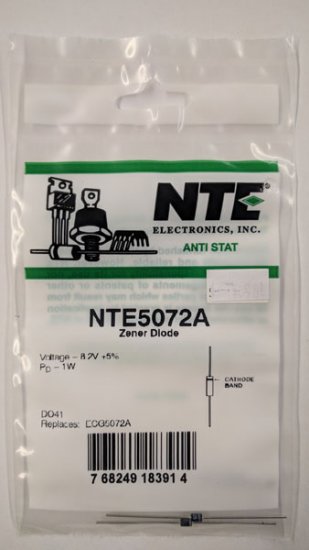 NTE®
ELECTRONICS, INC.
ANTI STAT
NTE5072A
Zener Diode
Voltage – 8.2V ±5%
PD – 1W
CATHODE
BAND
DO41
Replaces: ECG5072A
7 68249 18391 4